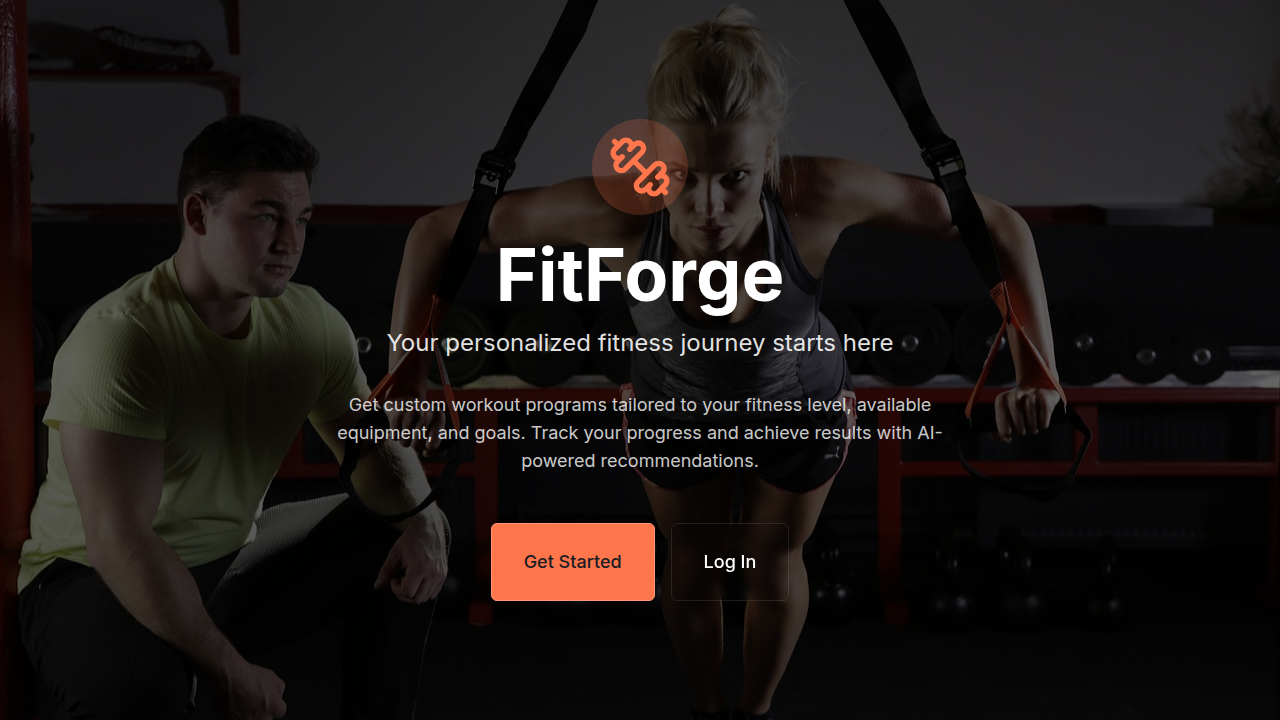 FitForge
Your personalized fitness journey starts here
Get custom workout programs tailored to your fitness level, available
equipment, and goals. Track your progress and achieve results with AI-
powered recommendations.
Get Started
Log In